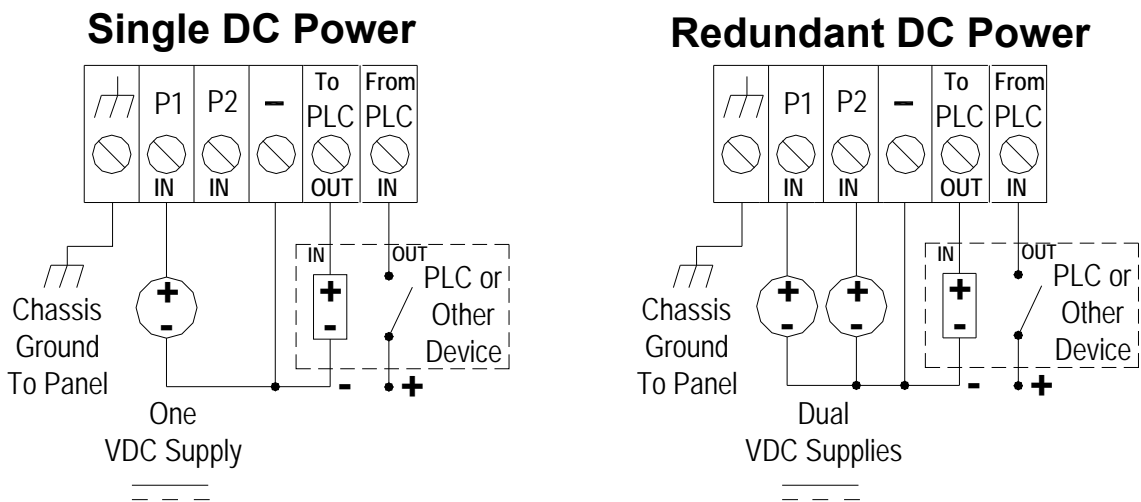 Single DC Power
P1 P2 - To PLC From PLC
IN IN OUT IN
IN OUT
+ +
- -
PLC or
Other
Device
Chassis
Ground
To Panel
- +
One
VDC Supply
Redundant DC Power
P1 P2 - To PLC From PLC
IN IN OUT IN
IN OUT
+ + +
- - -
PLC or
Other
Device
Chassis
Ground
To Panel
- +
Dual
VDC Supplies